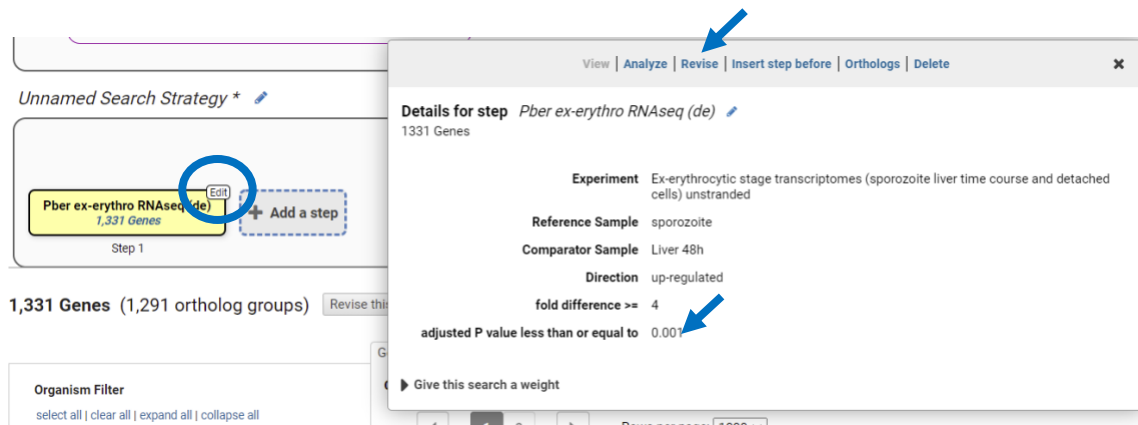 View | Analyze | Revise | Insert step before | Orthologs | Delete
Unnamed Search Strategy *
Details for step Pber ex-erythro RNAseq (de)
1331 Genes
Experiment Ex-erythrocytic stage transcriptomes (sporozoite liver time course and detached
cells) unstranded
Reference Sample sporozoite
Comparator Sample Liver 48h
Direction up-regulated
fold difference >= 4
adjusted P value less than or equal to 0.001
Give this search a weight
Edit
Pber ex-erythro RNAseq (de)
1,331 Genes
Add a step
Step 1
1,331 Genes (1,291 ortholog groups) Revise this
Organism Filter
select all | clear all | expand all | collapse all